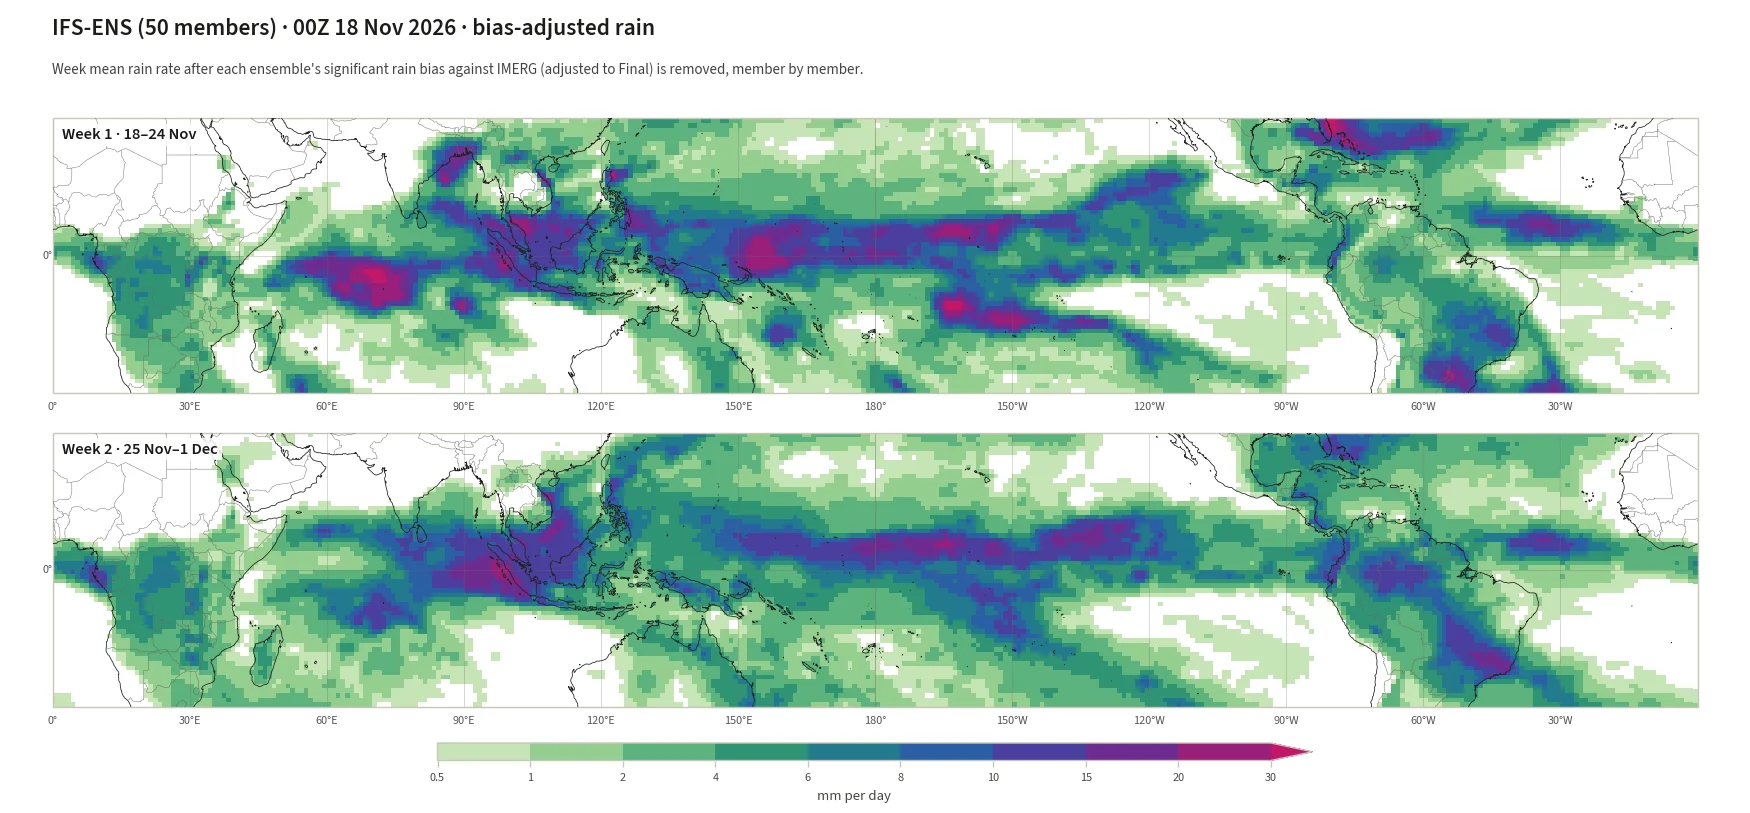 IFS-ENS (50 members) · 00Z 18 Nov 2026 · bias-adjusted rain
Week mean rain rate after each ensemble's significant rain bias against IMERG (adjusted to Final) is removed, member by member.
Week 1 · 18–24 Nov
0°
0° 30°E 60°E 90°E 120°E 150°E 180° 150°W 120°W 90°W 60°W 30°W
Week 2 · 25 Nov–1 Dec
0°
0° 30°E 60°E 90°E 120°E 150°E 180° 150°W 120°W 90°W 60°W 30°W
0.5 1 2 4 6 8 10 15 20 30
mm per day